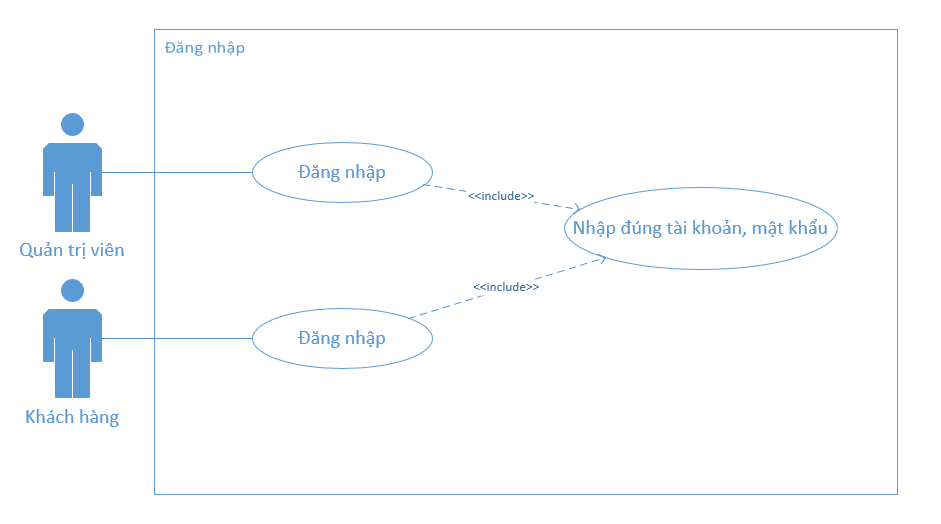 Đăng nhập
Đăng nhập
<<include>>
Nhập đúng tài khoản, mật khẩu
Quản trị viên
<<include>>
Đăng nhập
Khách hàng